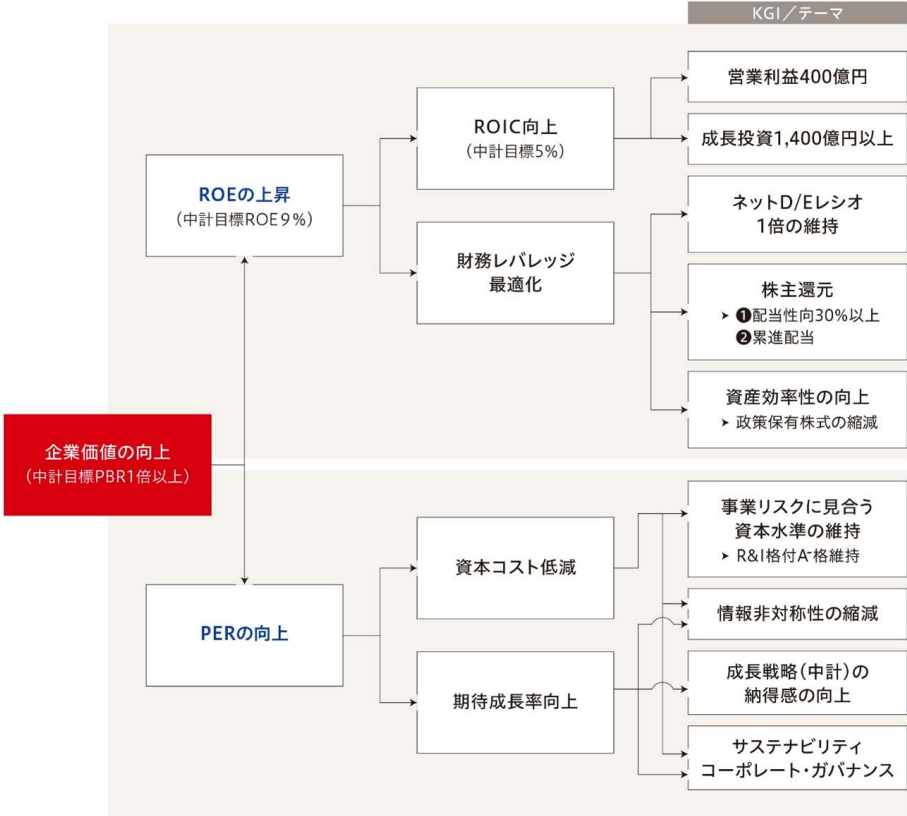 KGI／テーマ
営業利益400億円
ROIC向上
(中計目標5%)
成長投資1,400億円以上
ROEの上昇
(中計目標ROE9%)
ネットD/Eレシオ
1倍の維持
財務レバレッジ
最適化
株主還元
➤ ❶配当性向30%以上
❷累進配当
資産効率性の向上
➤ 政策保有株式の縮減
企業価値の向上
(中計目標PBR1倍以上)
事業リスクに見合う
資本水準の維持
➤ R&I格付A⁻格維持
資本コスト低減
情報非対称性の縮減
PERの向上
成長戦略(中計)の
納得感の向上
期待成長率向上
サステナビリティ
コーポレート・ガバナンス